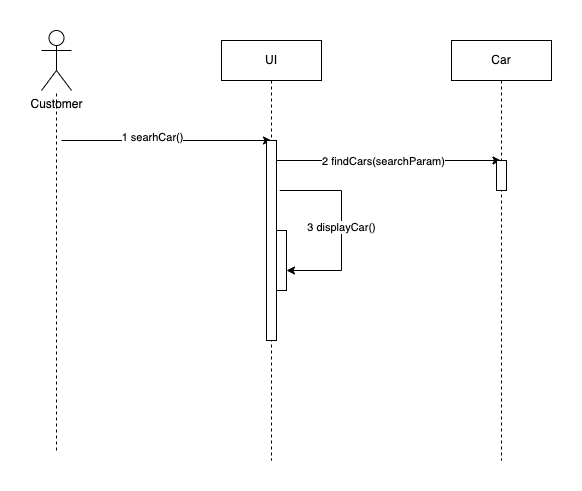 UI
Car
Customer
1 searhCar()
2 findCars(searchParam)
3 displayCar()